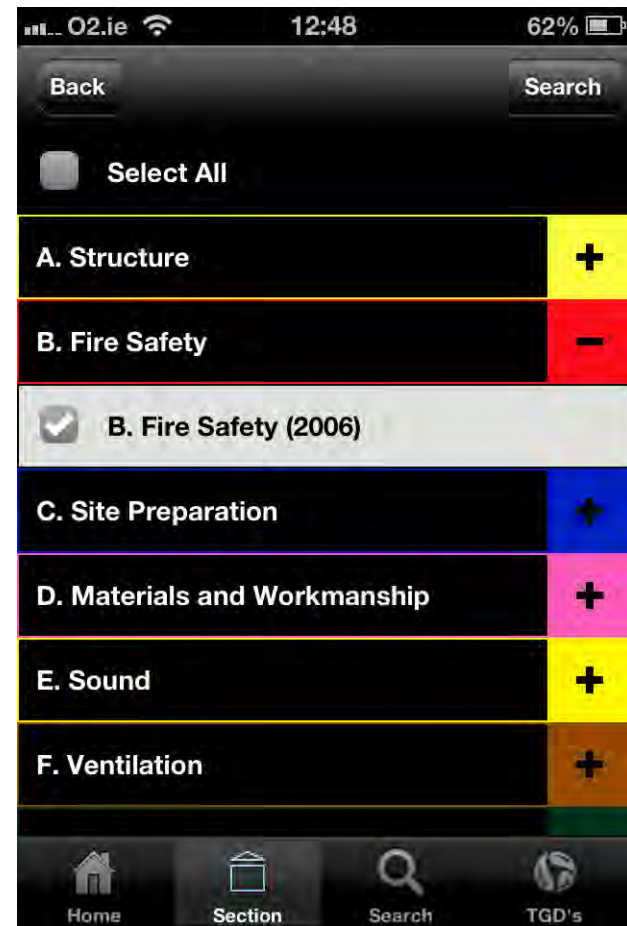 O2.ie 12:48 62%
Back Search
Select All
A. Structure +
B. Fire Safety −
B. Fire Safety (2006)
C. Site Preparation +
D. Materials and Workmanship +
E. Sound +
F. Ventilation +
Home Section Search TGD's